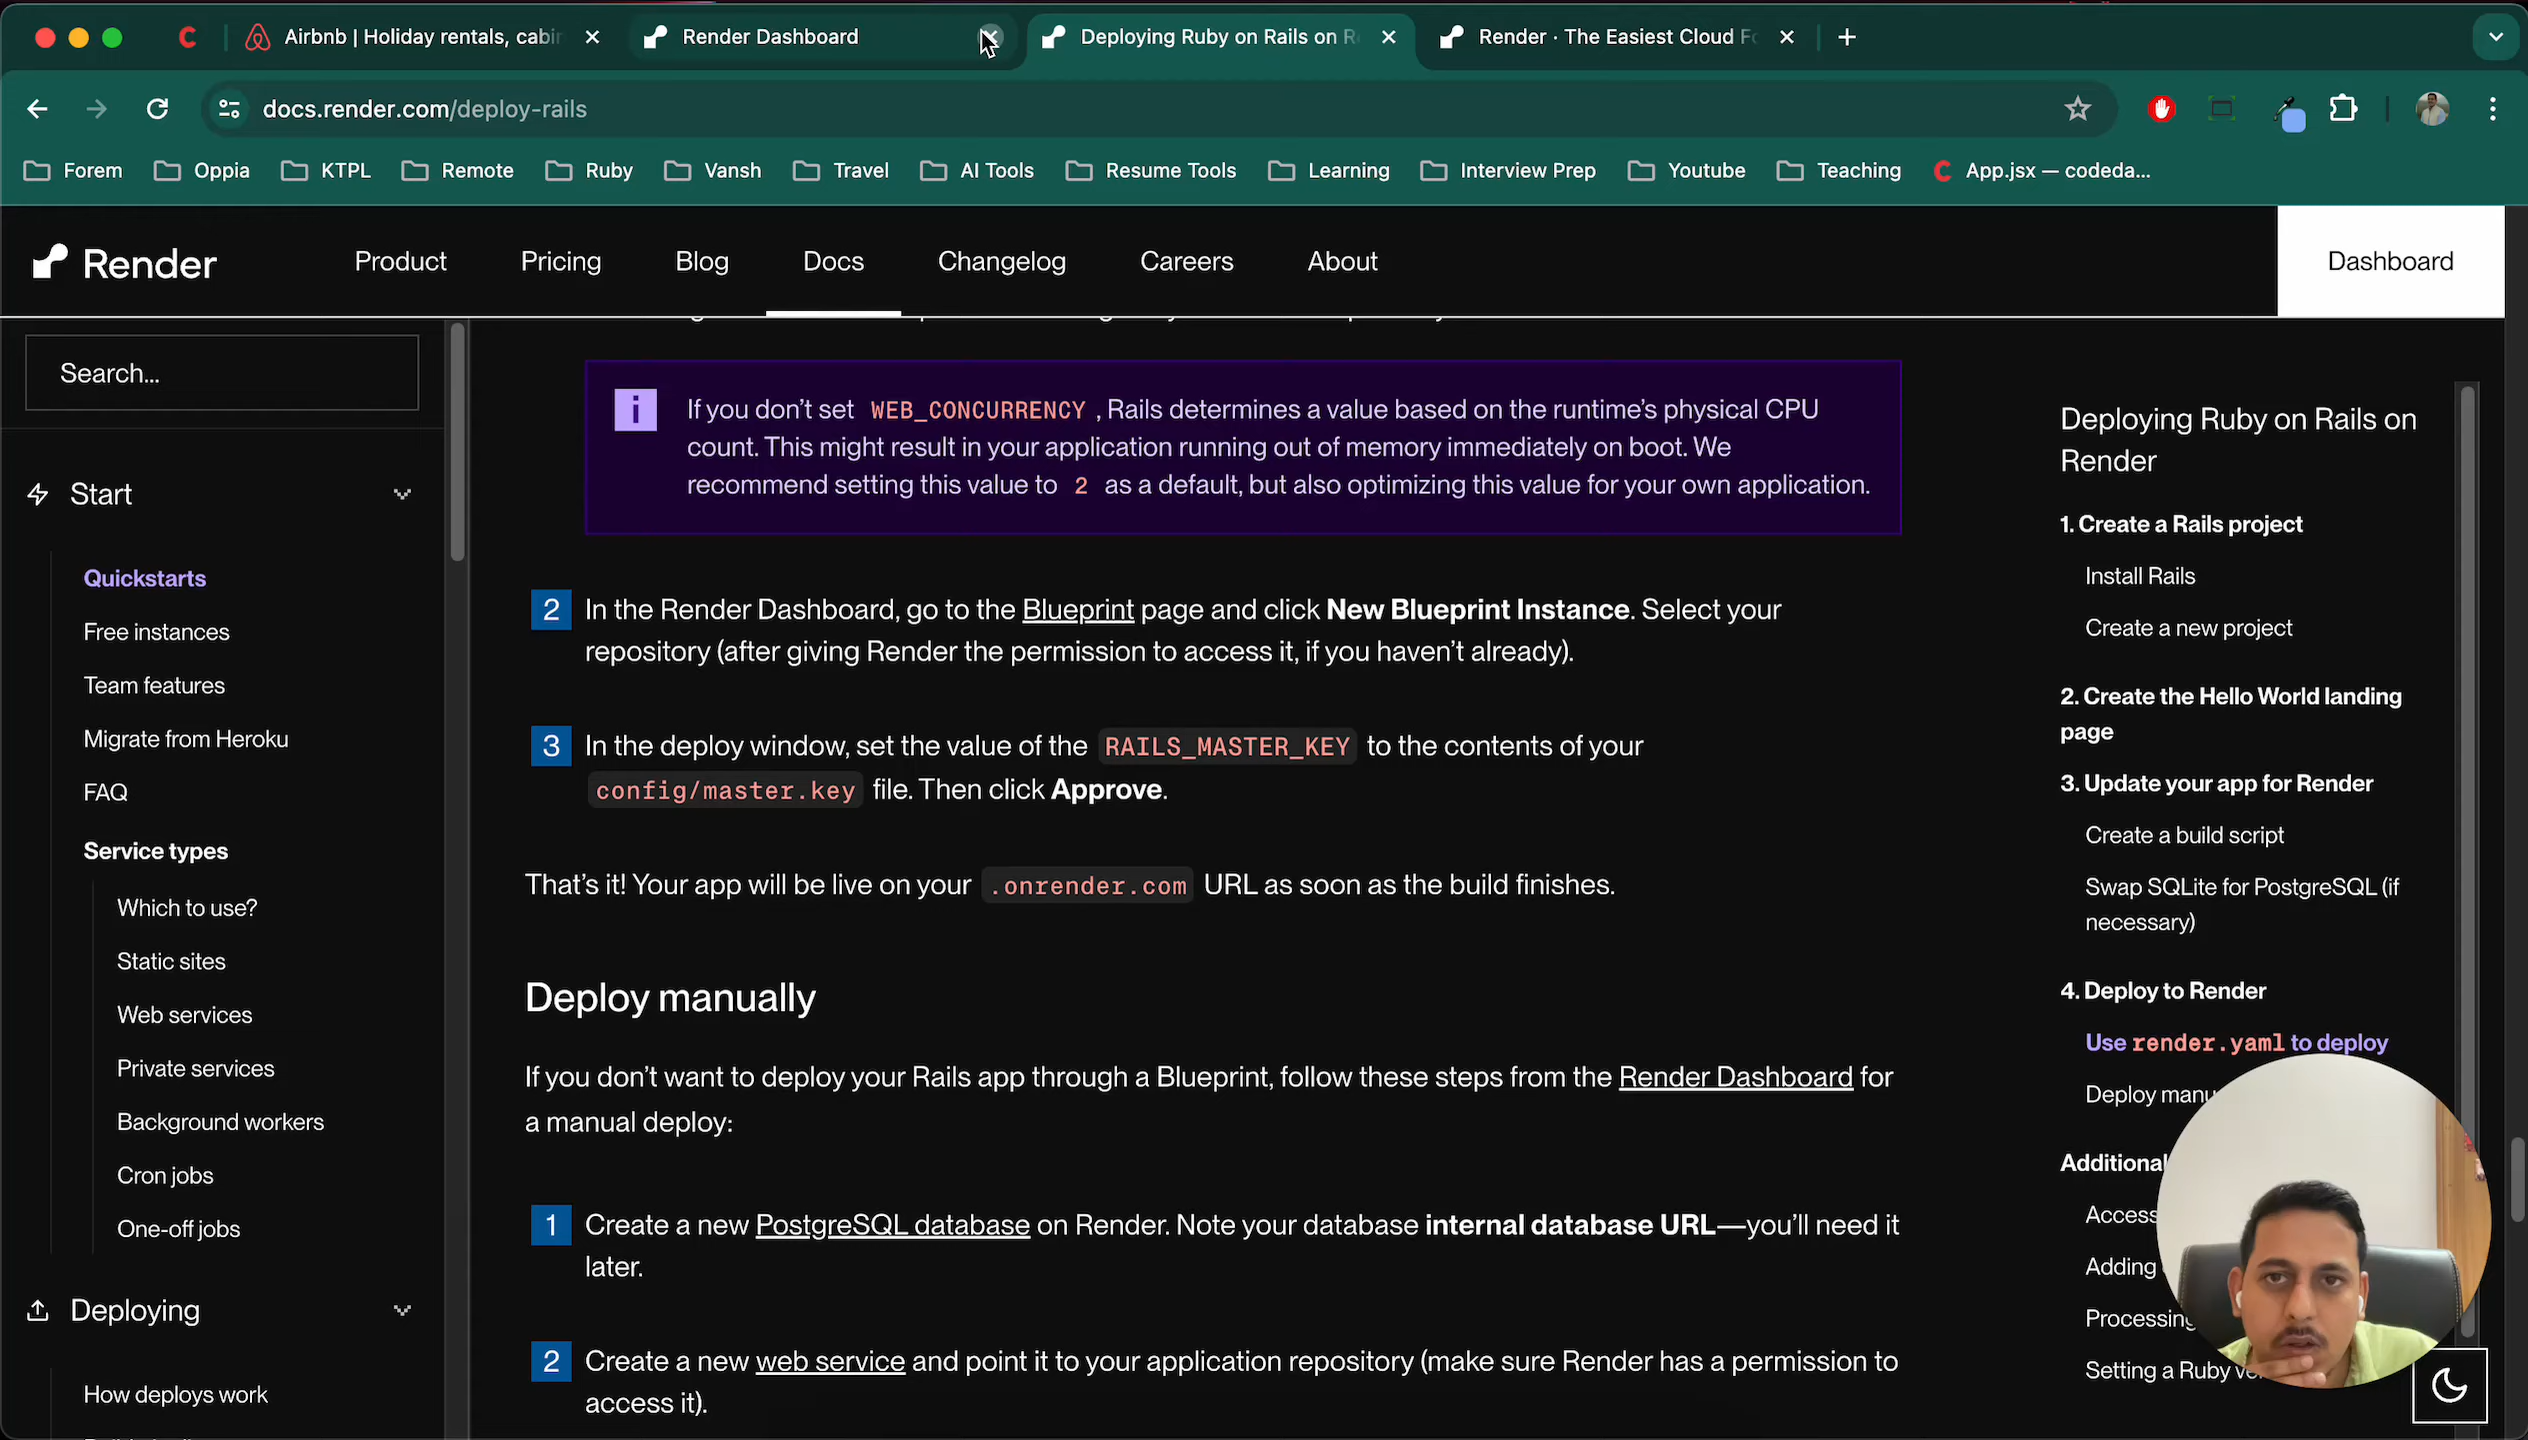 Airbnb | Holiday rentals, cabi
Render Dashboard
Deploying Ruby on Rails on R
Render · The Easiest Cloud Fo
docs.render.com/deploy-rails
Forem
Oppia
KTPL
Remote
Ruby
Vansh
Travel
AI Tools
Resume Tools
Learning
Interview Prep
Youtube
Teaching
App.jsx — codeda...
Render
Product
Pricing
Blog
Docs
Changelog
Careers
About
Dashboard
Search...
Start
Quickstarts
Free instances
Team features
Migrate from Heroku
FAQ
Service types
Which to use?
Static sites
Web services
Private services
Background workers
Cron jobs
One-off jobs
Deploying
How deploys work
If you don't set WEB_CONCURRENCY , Rails determines a value based on the runtime's physical CPU
count. This might result in your application running out of memory immediately on boot. We
recommend setting this value to 2 as a default, but also optimizing this value for your own application.
2 In the Render Dashboard, go to the Blueprint page and click New Blueprint Instance. Select your
repository (after giving Render the permission to access it, if you haven't already).
3 In the deploy window, set the value of the RAILS_MASTER_KEY to the contents of your
config/master.key file. Then click Approve.
That's it! Your app will be live on your .onrender.com URL as soon as the build finishes.
Deploy manually
If you don't want to deploy your Rails app through a Blueprint, follow these steps from the Render Dashboard for
a manual deploy:
1 Create a new PostgreSQL database on Render. Note your database internal database URL—you'll need it
later.
2 Create a new web service and point it to your application repository (make sure Render has a permission to
access it).
Deploying Ruby on Rails on
Render
1. Create a Rails project
Install Rails
Create a new project
2. Create the Hello World landing
page
3. Update your app for Render
Create a build script
Swap SQLite for PostgreSQL (if
necessary)
4. Deploy to Render
Use render.yaml to deploy
Deploy manu
Additional
Access
Adding
Processing
Setting a Ruby ve